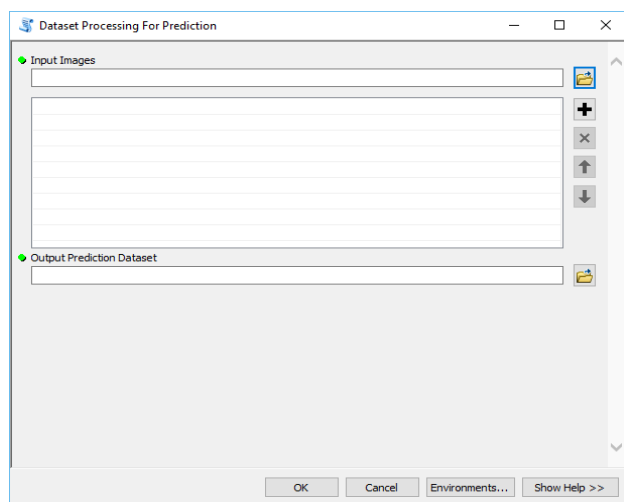 Dataset Processing For Prediction
Input Images
Output Prediction Dataset
OK
Cancel
Environments...
Show Help >>